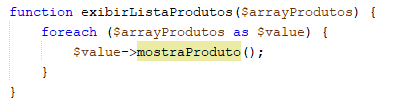 function exibirListaProdutos($arrayProdutos) {
foreach ($arrayProdutos as $value) {
$value->mostraProduto();
}
}